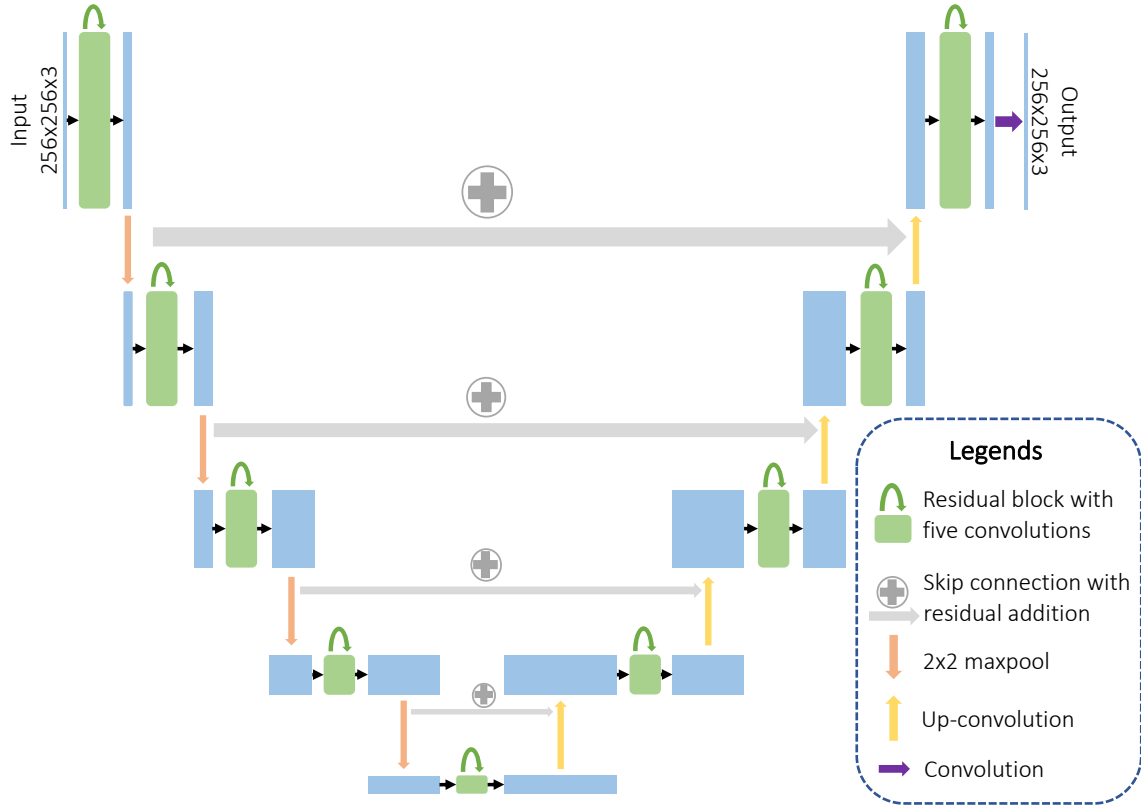 Input
256x256x3
256x256x3
Output
Legends
Residual block with
five convolutions
Skip connection with
residual addition
2x2 maxpool
Up-convolution
Convolution